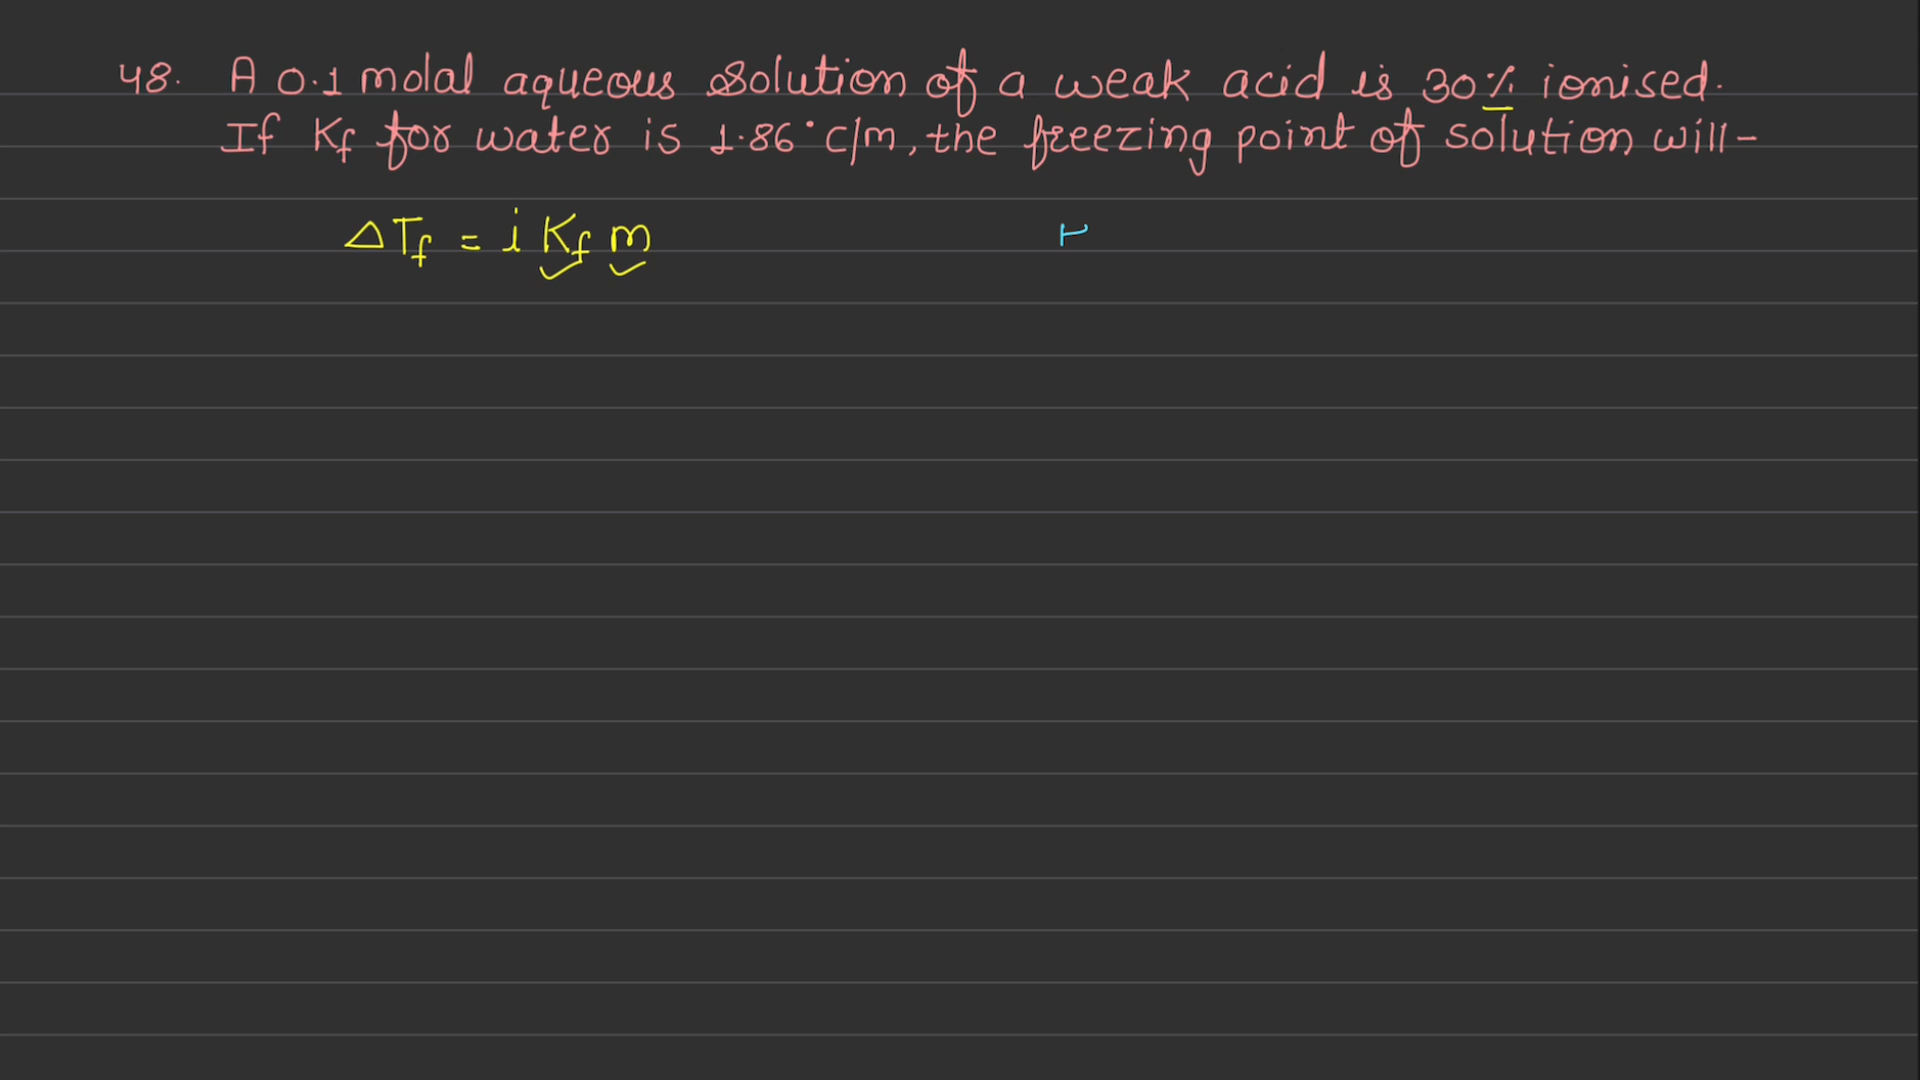 48. A 0.1 molal aqueous solution of a weak acid is 30% ionised.
If Kf for water is 1.86°C/m, the freezing point of solution will-
ΔTf = i Kf m